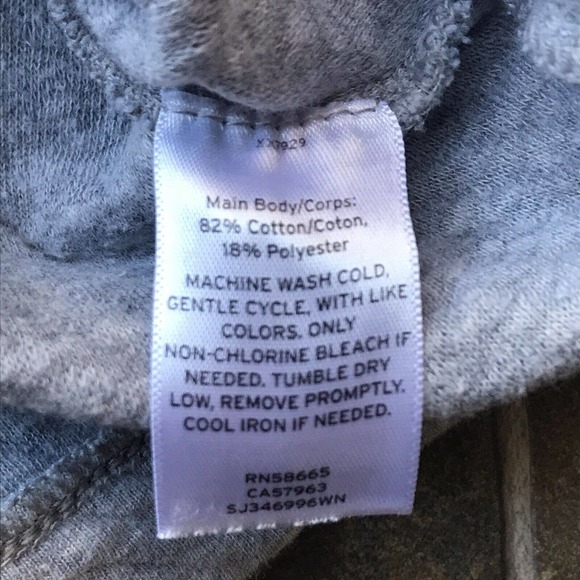 Main Body/Corps:
82% Cotton/Coton,
18% Polyester
MACHINE WASH COLD,
GENTLE CYCLE, WITH LIKE
COLORS. ONLY
NON-CHLORINE BLEACH IF
NEEDED. TUMBLE DRY
LOW, REMOVE PROMPTLY.
COOL IRON IF NEEDED.
RN58665
CA57963
SJ346996WN